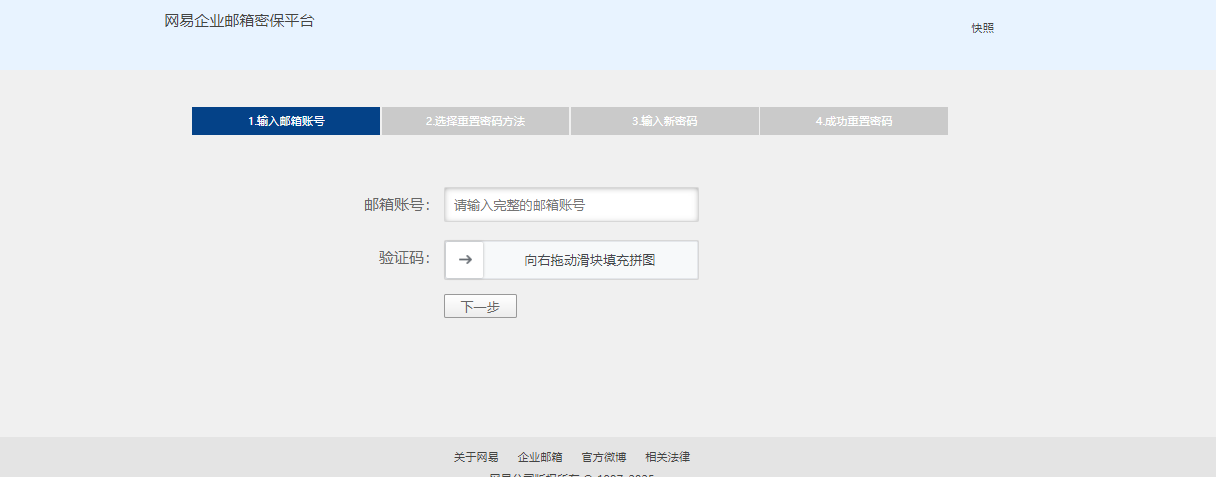 网易企业邮箱密保平台
快照
1.输入邮箱账号 2.选择重置密码方法 3.输入新密码 4.成功重置密码
邮箱账号： 请输入完整的邮箱账号
验证码： → 向右拖动滑块填充拼图
下一步
关于网易 企业邮箱 官方微博 相关法律